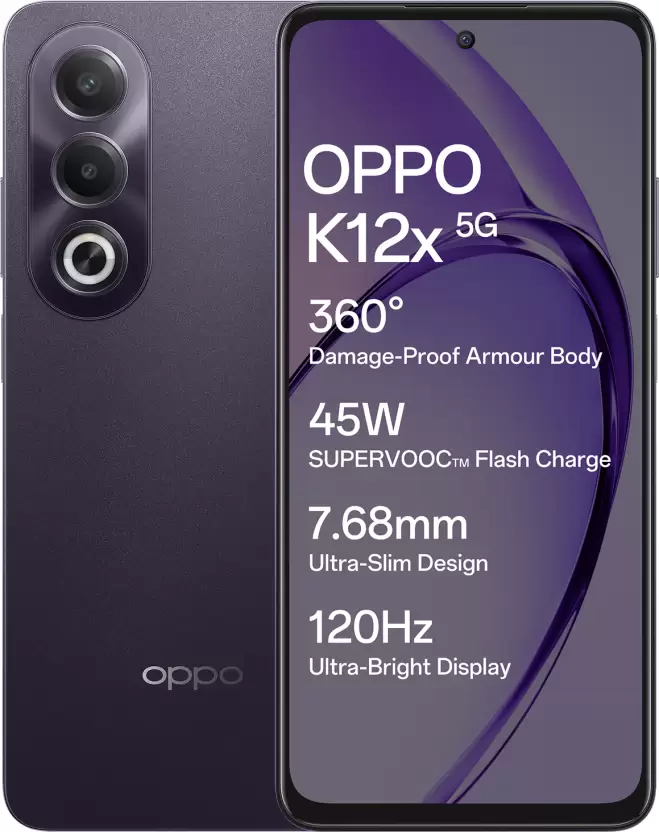 OPPO
K12x 5G
360°
Damage-Proof Armour Body
45W
SUPERVOOC™ Flash Charge
7.68mm
Ultra-Slim Design
120Hz
Ultra-Bright Display
oppo